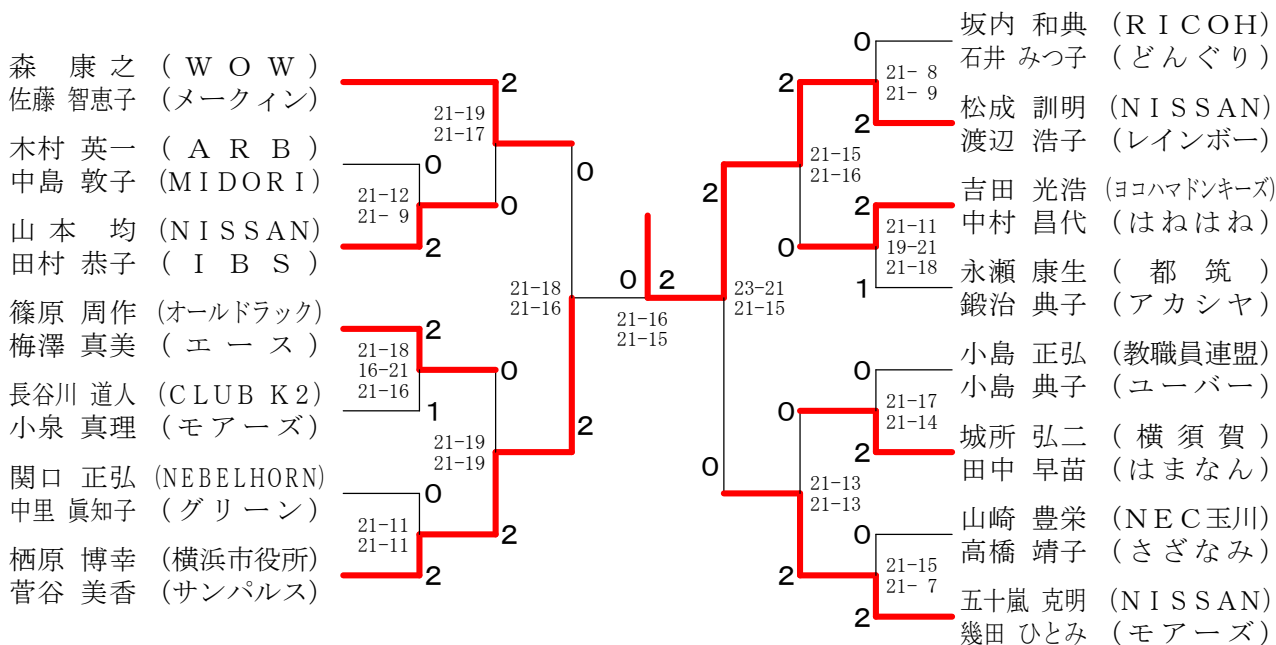 森 康之 (WOW)
佐藤 智恵子 (メークィン)
木村 英一 (ARB)
中島 敦子 (MIDORI)
山本 均 (NISSAN)
田村 恭子 (IBS)
篠原 周作 (オールドラック)
梅澤 真美 (エース)
長谷川 道人 (CLUB K2)
小泉 真理 (モアーズ)
関口 正弘 (NEBELHORN)
中里 眞知子 (グリーン)
栖原 博幸 (横浜市役所)
菅谷 美香 (サンパルス)
0
21-12
21- 9
2
2
21-18
16-21
21-16
1
0
21-11
21-11
2
2
21-19
21-17
0
0
21-19
21-19
2
0
21-18
21-16
2
0 2
21-16
21-15
2
23-21
21-15
0
2
21-15
21-16
0
0
21-13
21-13
2
0
21- 8
21- 9
2
2
21-11
19-21
21-18
1
0
21-17
21-14
2
0
21-15
21- 7
2
坂内 和典 (RICOH)
石井 みつ子 (どんぐり)
松成 訓明 (NISSAN)
渡辺 浩子 (レインボー)
吉田 光浩 (ヨコハマドンキーズ)
中村 昌代 (はねはね)
永瀬 康生 (都筑)
鍛治 典子 (アカシヤ)
小島 正弘 (教職員連盟)
小島 典子 (ユーバー)
城所 弘二 (横須賀)
田中 早苗 (はまなん)
山崎 豊栄 (NEC玉川)
高橋 靖子 (さざなみ)
五十嵐 克明 (NISSAN)
幾田 ひとみ (モアーズ)